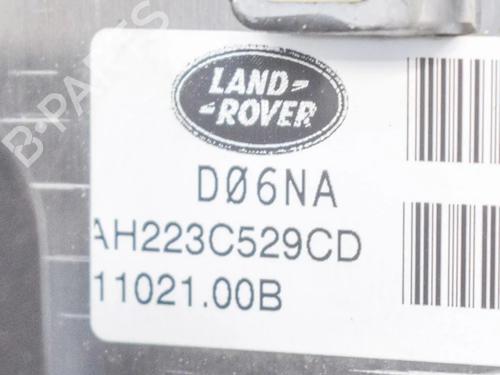 B-PARTS
LAND-
-ROVER
DØ6NA
AH223C529CD
11021.00B